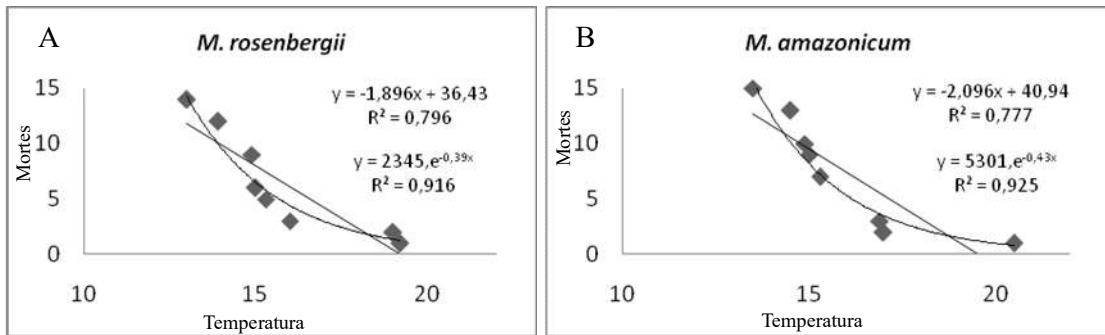 A
M. rosenbergii
y = -1,896x + 36,43
R² = 0,796
y = 2345,e^-0,39x
R² = 0,916
Mortes
15
10
5
0
10
15
20
Temperatura
B
M. amazonicum
y = -2,096x + 40,94
R² = 0,777
y = 5301,e^-0,43x
R² = 0,925
Mortes
15
10
5
0
10
15
20
Temperatura